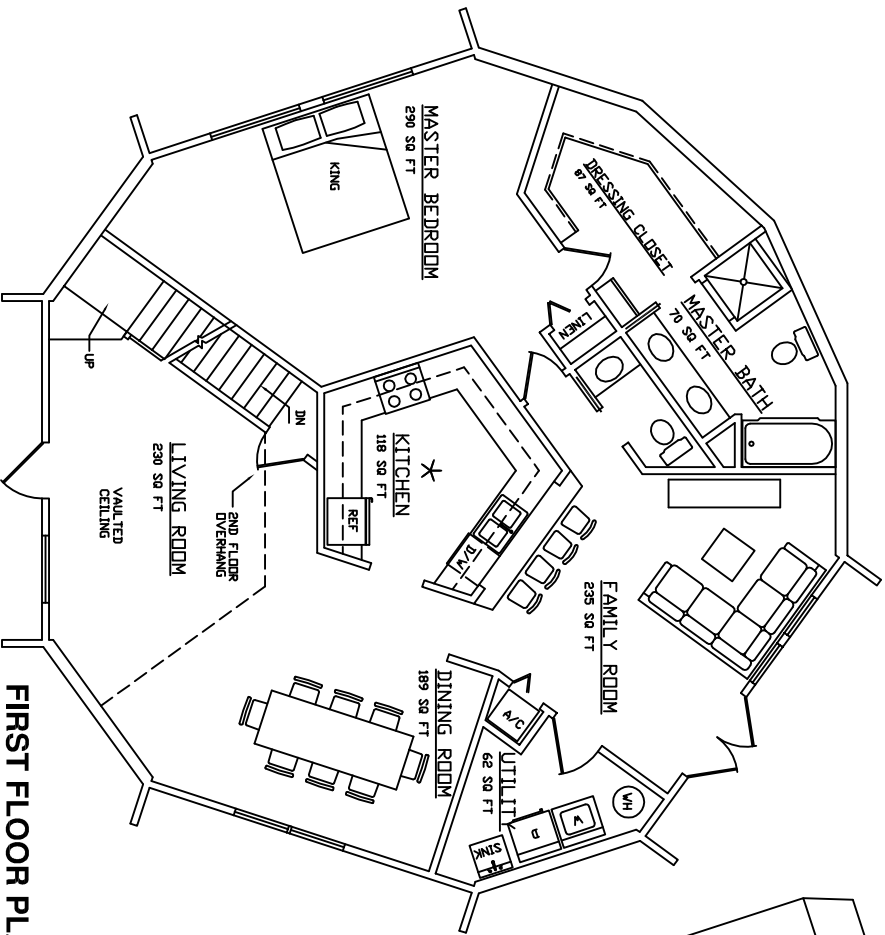 DRESSING CLOSET
87 SQ FT
MASTER BATH
70 SQ FT
LINEN
MASTER BEDROOM
290 SQ FT
KING
KITCHEN
118 SQ FT
REF
D/W
FAMILY ROOM
235 SQ FT
UP
DN
LIVING ROOM
230 SQ FT
2ND FLOOR
OVERHANG
VAULTED
CEILING
DINING ROOM
189 SQ FT
A/C
UTILITY
62 SQ FT
WH
W
D
SINK
FIRST FLOOR PL